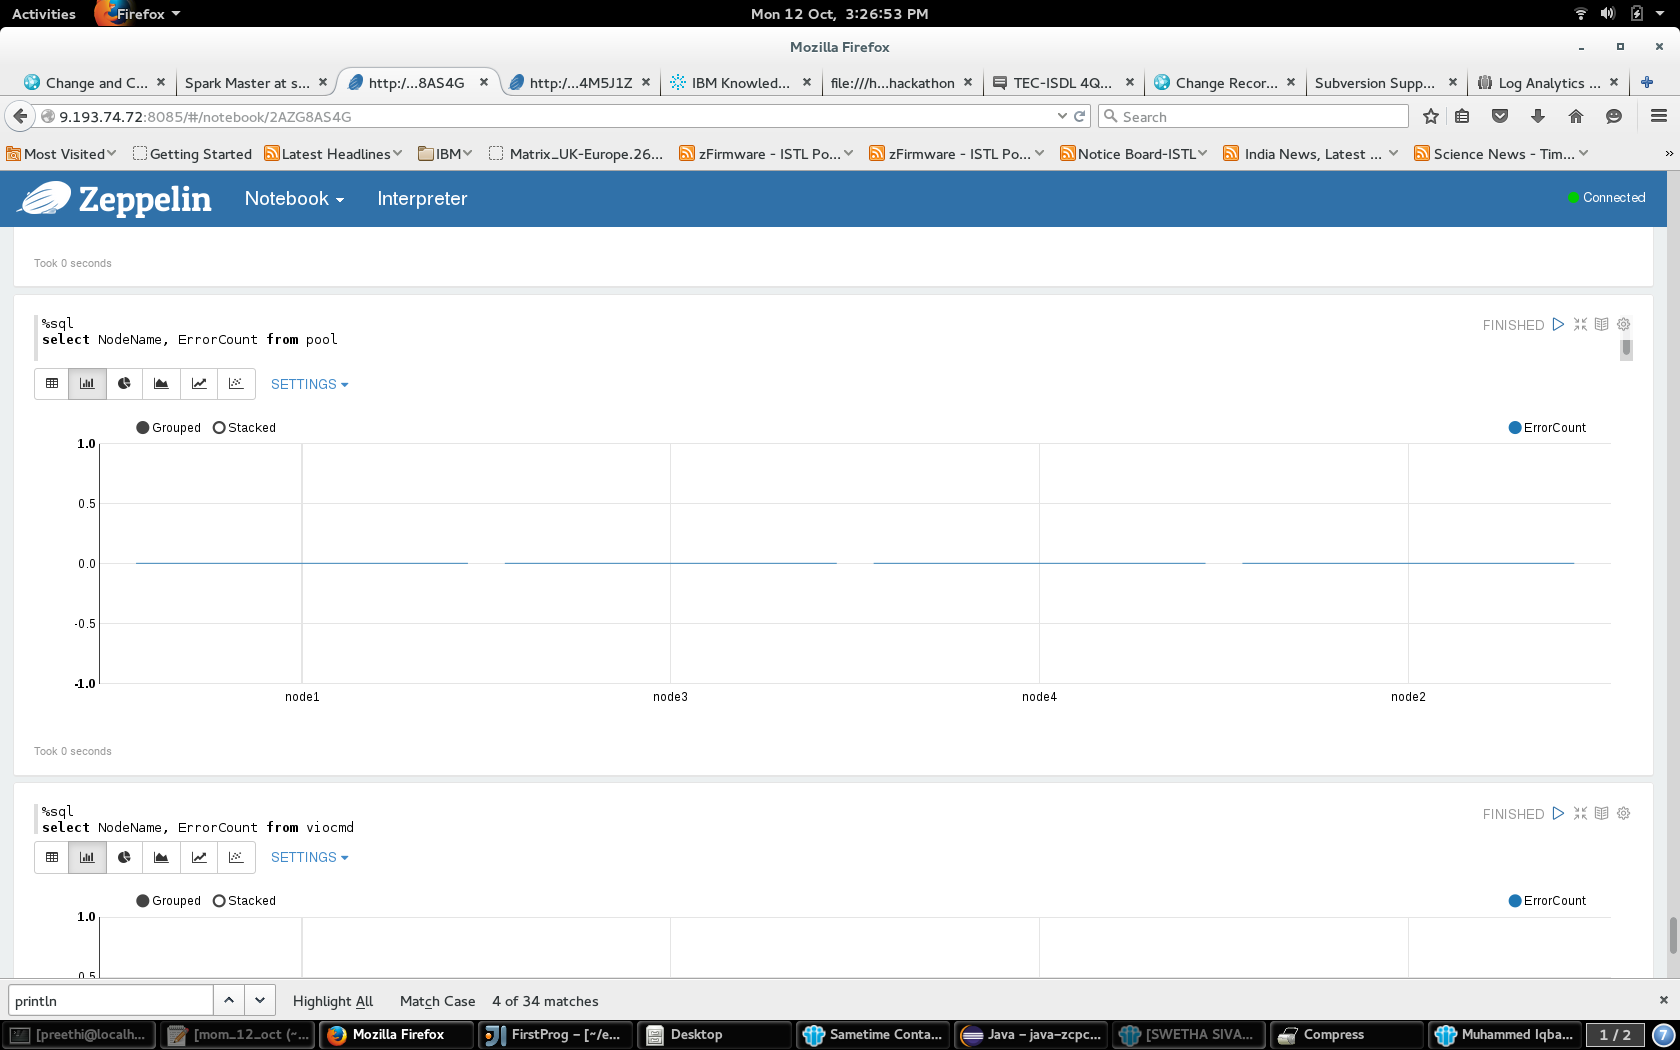 Activities Firefox Mon 12 Oct, 3:26:53 PM
Mozilla Firefox
Change and C... Spark Master at s... http:/...8AS4G http:/...4M5J1Z IBM Knowled... file:///h...hackathon TEC-ISDL 4Q... Change Recor... Subversion Supp... Log Analytics ...
9.193.74.72:8085/#/notebook/2AZG8AS4G Search
Most Visited Getting Started Latest Headlines IBM Matrix_UK-Europe.26... zFirmware - ISTL Po... zFirmware - ISTL Po... Notice Board-ISTL India News, Latest ... Science News - Tim... »
Zeppelin Notebook Interpreter Connected
Took 0 seconds
%sql
FINISHED
select NodeName, ErrorCount from pool
SETTINGS
Grouped Stacked ErrorCount
1.0
0.5
0.0
-0.5
-1.0
node1 node3 node4 node2
Took 0 seconds
%sql
FINISHED
select NodeName, ErrorCount from viocmd
SETTINGS
Grouped Stacked ErrorCount
1.0
0.5
println Highlight All Match Case 4 of 34 matches
[preethi@localh... [mom_12_oct (~... Mozilla Firefox FirstProg – [~/e... Desktop Sametime Conta... Java – java-zcpc... [SWETHA SIVA... Compress Muhammed Iqba... 1 / 2 7